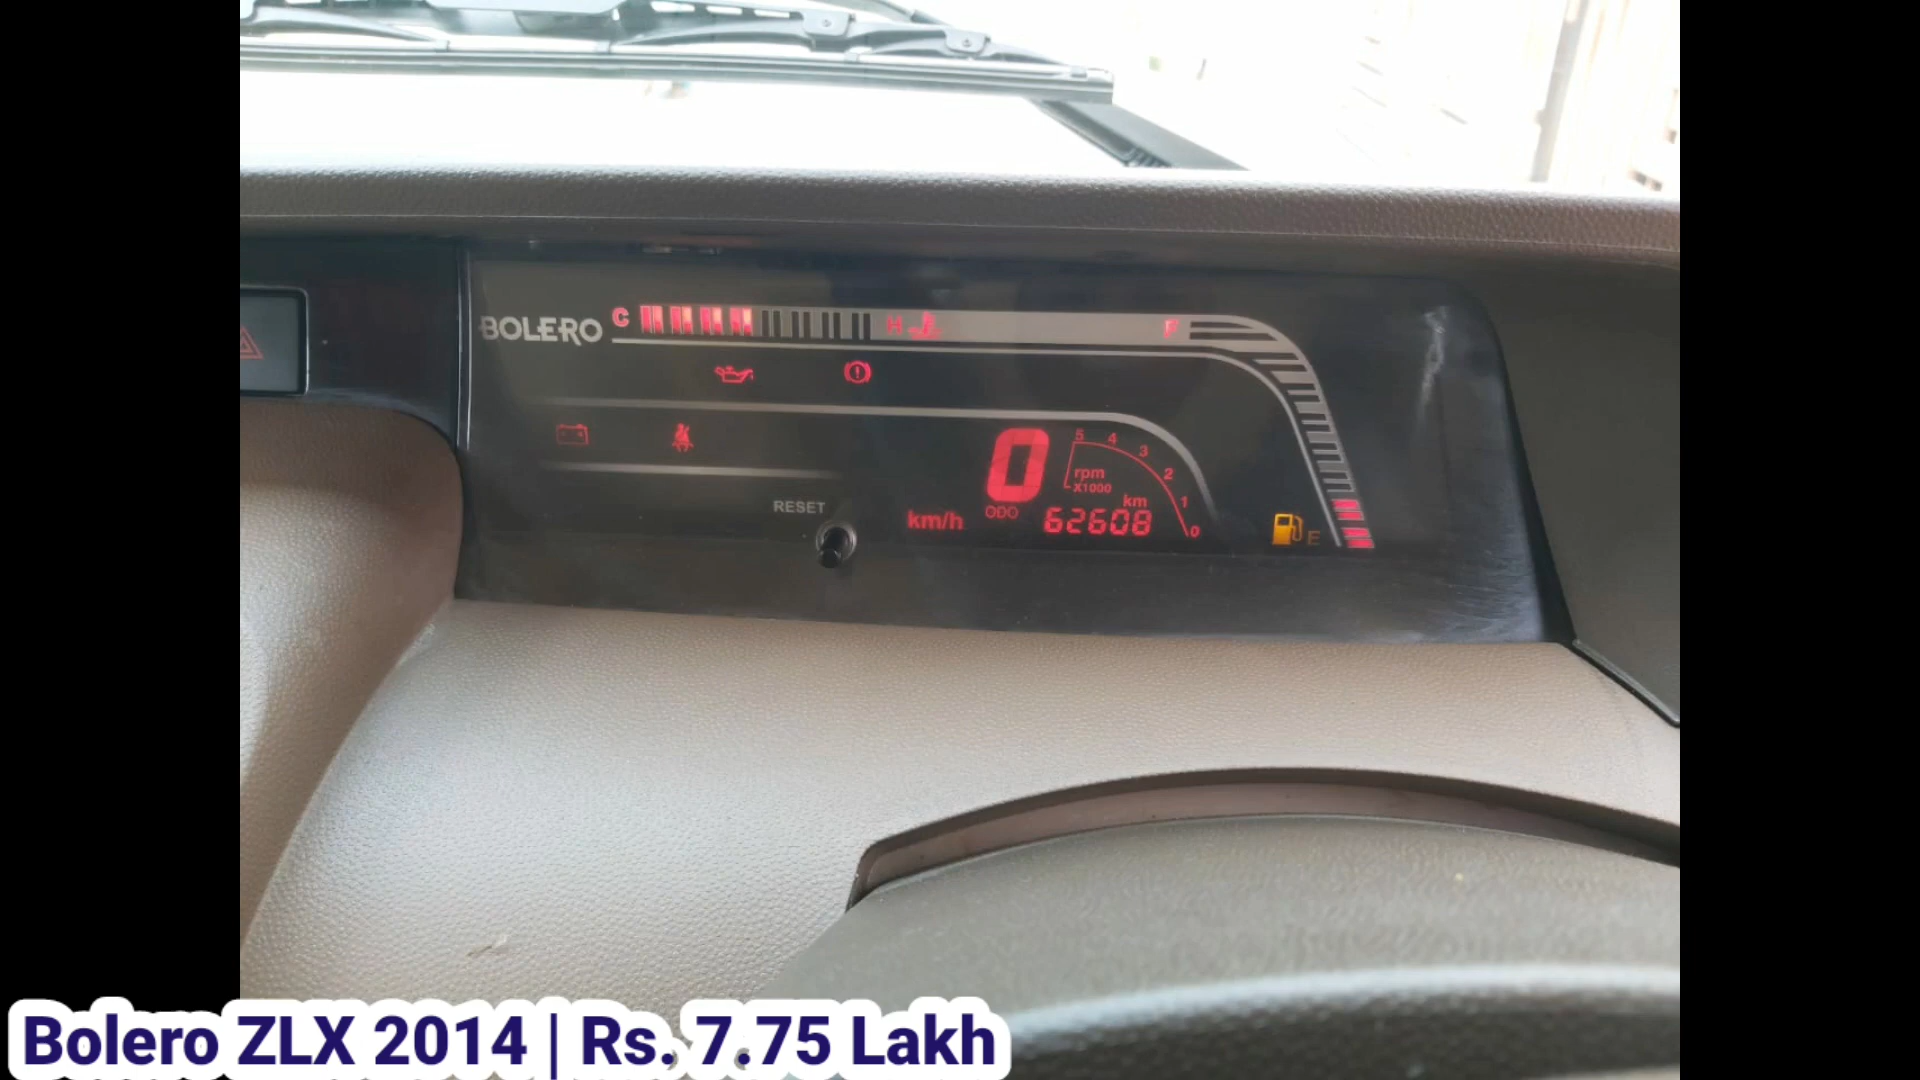 BOLERO
C
H
F
RESET
km/h
0
ODO
5 4 3 2 1 0
rpm
X1000
km
62608
E
Bolero ZLX 2014 | Rs. 7.75 Lakh